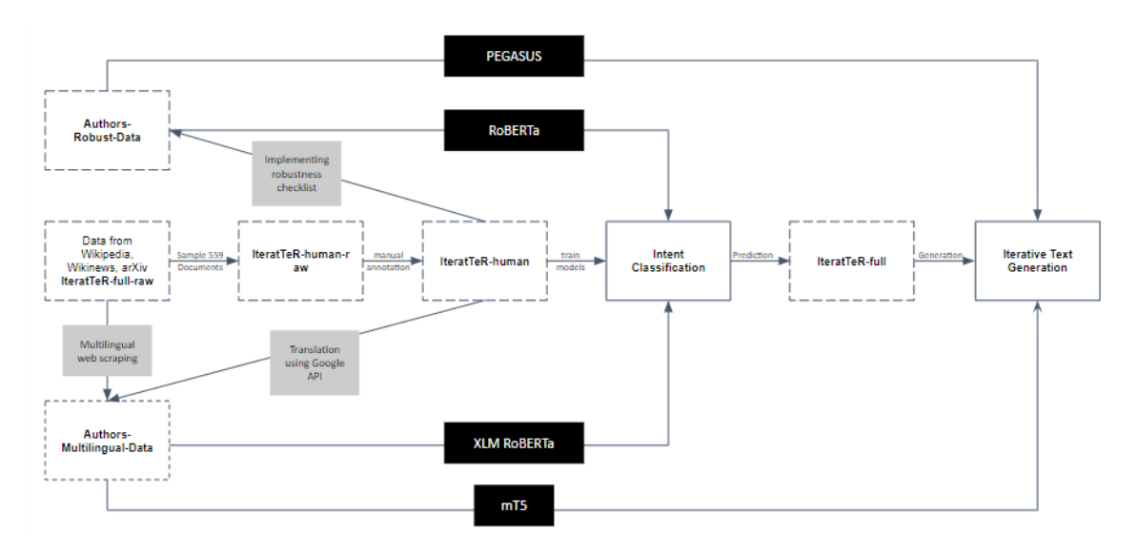 PEGASUS
Authors-
Robust-Data
RoBERTa
Implementing
robustness
checklist
Data from
Wikipedia,
Wikinews, arXiv
IteratTeR-full-raw
Sample 559
Documents
IteratTeR-human-r
aw
manual
annotation
IteratTeR-human
train
models
Intent
Classification
Prediction
IteratTeR-full
Generation
Iterative Text
Generation
Multilingual
web scraping
Translation
using Google
API
Authors-
Multilingual-Data
XLM RoBERTa
mT5